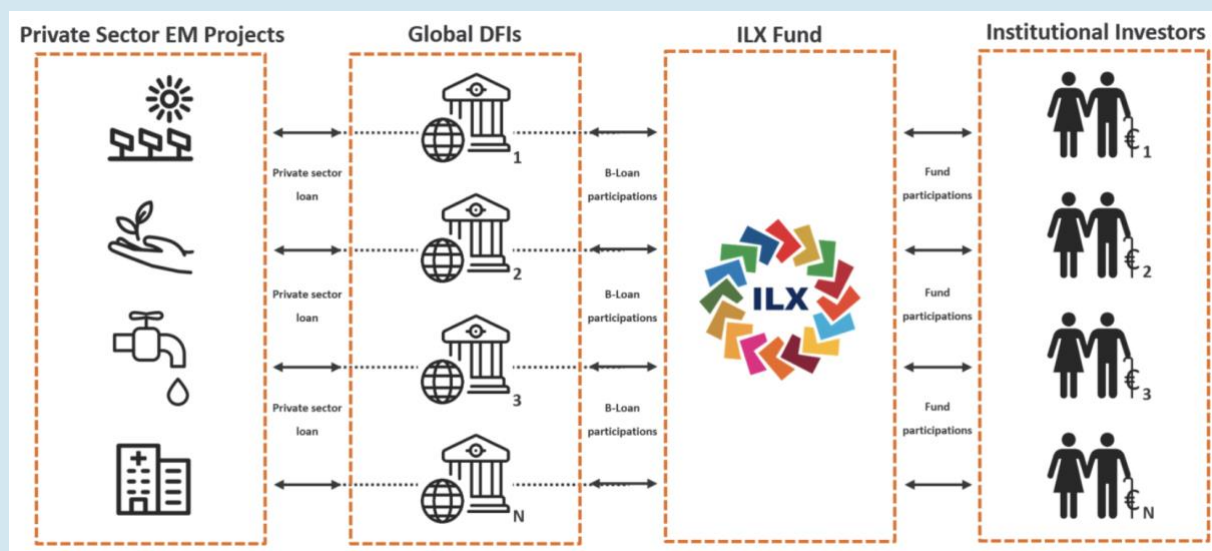 Private Sector EM Projects
Global DFIs
ILX Fund
Institutional Investors
1
€ 1
Private sector
loan
B-Loan
participations
Fund
participations
2
€ 2
Private sector
loan
B-Loan
participations
Fund
participations
ILX
3
€ 3
Private sector
loan
B-Loan
participations
Fund
participations
N
€ N